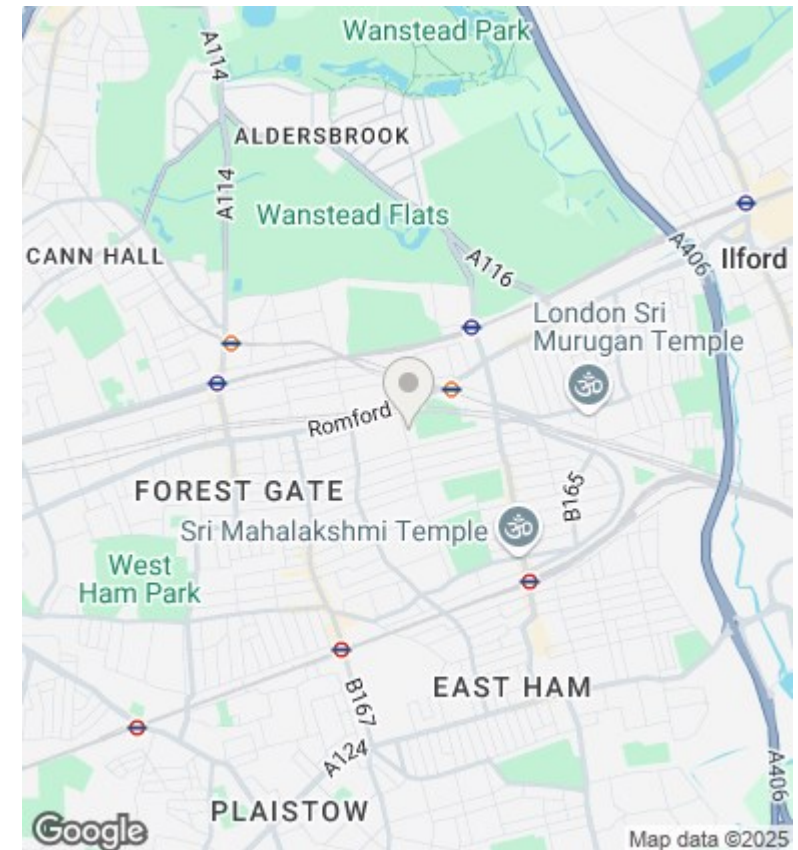 Wanstead Park
A114
ALDERSBROOK
A114
Wanstead Flats
CANN HALL
A116
A406
Ilford
London Sri
Murugan Temple
Romford
FOREST GATE
B165
Sri Mahalakshmi Temple
West
Ham Park
EAST HAM
B167
A124
A406
PLAISTOW
Google
Map data ©2025